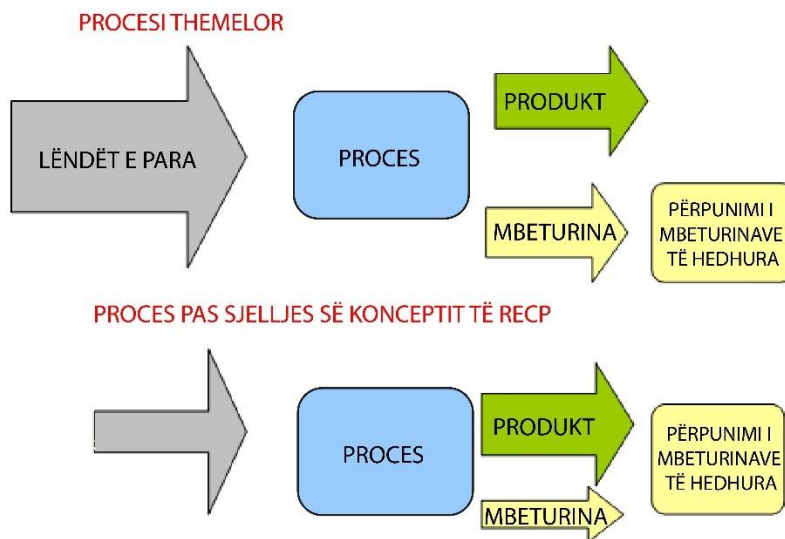 PROCESI THEMELOR
LËNDËT E PARA
PROCES
PRODUKT
MBETURINA
PËRPUNIMI I
MBETURINAVE
TË HEDHURA
PROCES PAS SJELLJES SË KONCEPTIT TË RECP
PROCES
PRODUKT
MBETURINA
PËRPUNIMI I
MBETURINAVE
TË HEDHURA